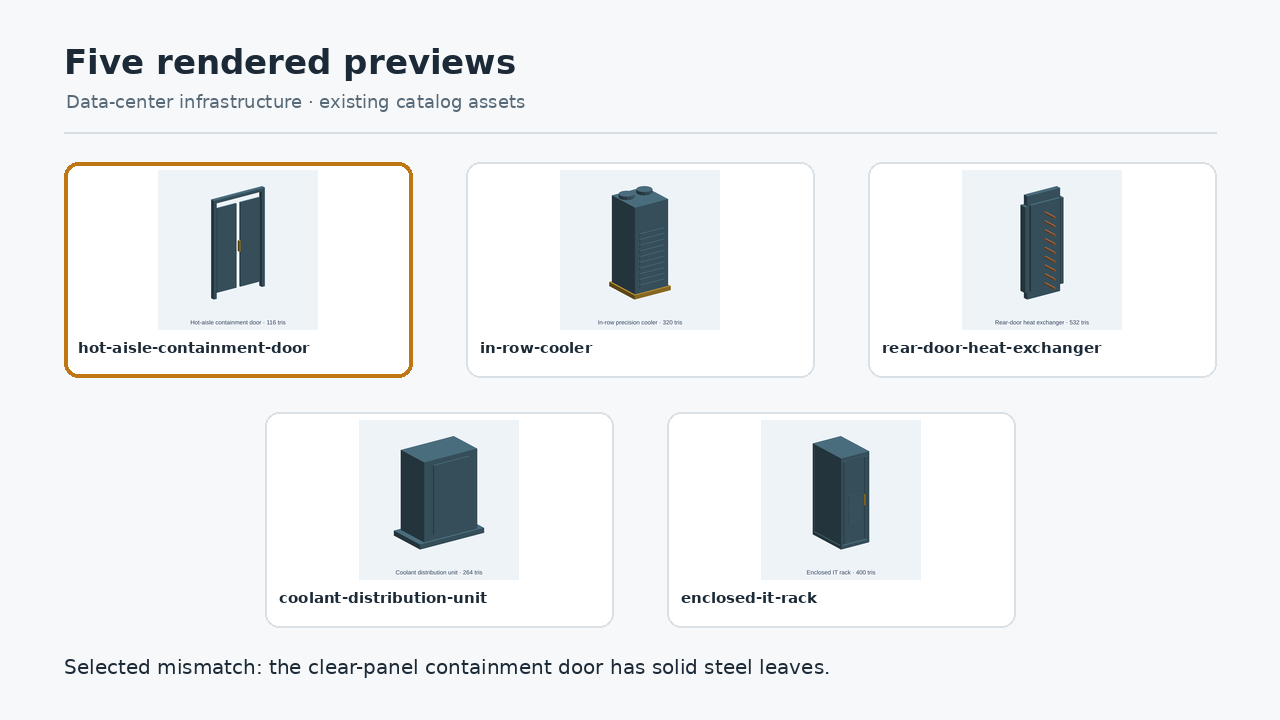 Five rendered previews
Data-center infrastructure · existing catalog assets
Hot-aisle containment door · 116 tris
hot-aisle-containment-door
In-row precision cooler · 320 tris
in-row-cooler
Rear-door heat exchanger · 532 tris
rear-door-heat-exchanger
Coolant distribution unit · 264 tris
coolant-distribution-unit
Enclosed IT rack · 400 tris
enclosed-it-rack
Selected mismatch: the clear-panel containment door has solid steel leaves.